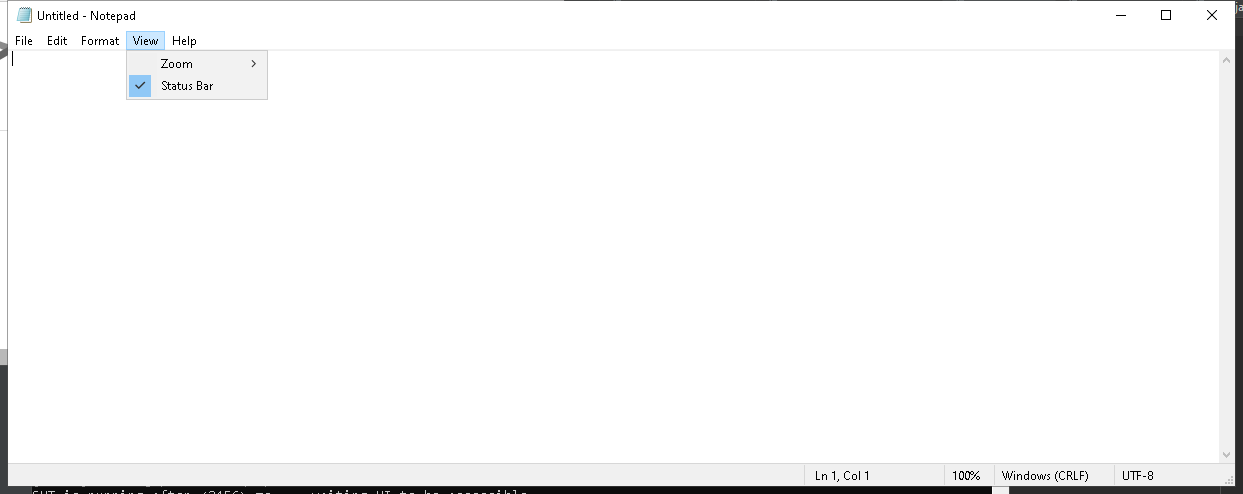 Untitled - Notepad
File Edit Format View Help
Zoom
Status Bar
Ln 1, Col 1 100% Windows (CRLF) UTF-8